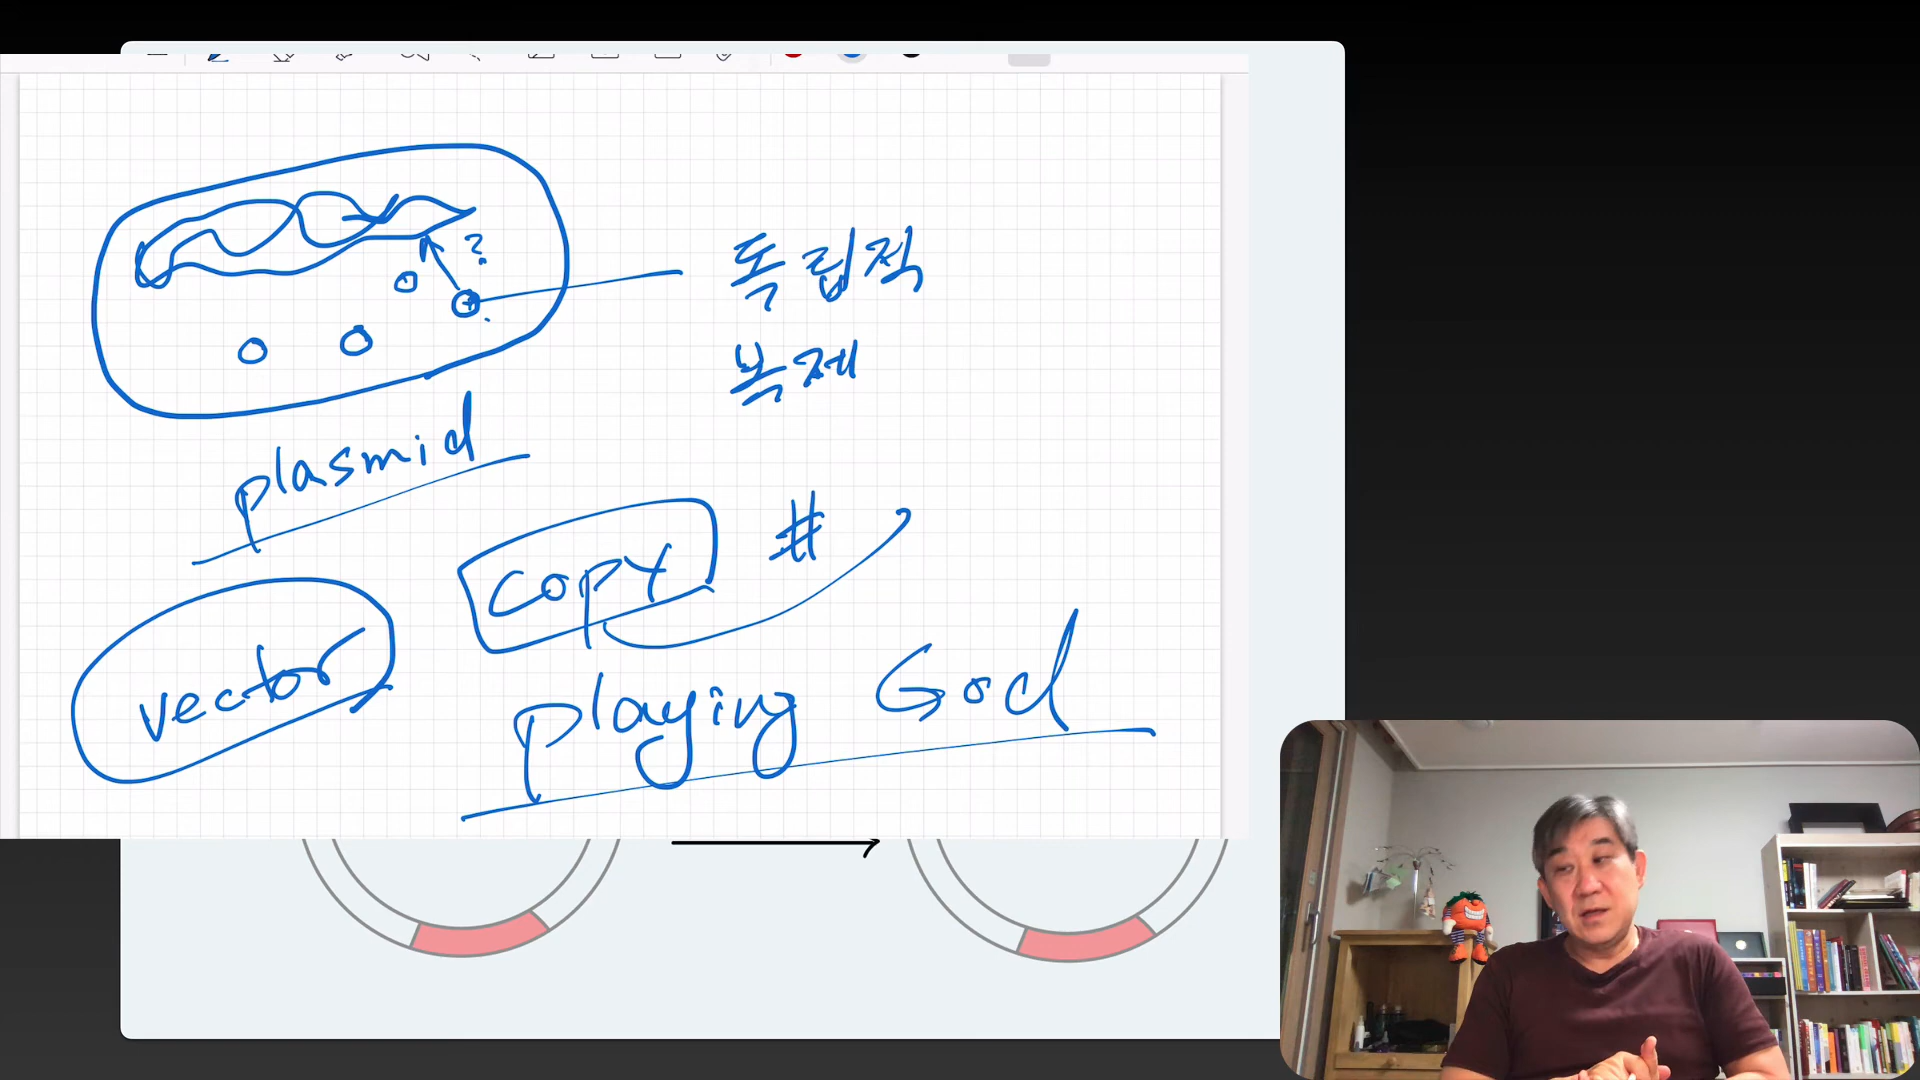 ?
독립적
복제
plasmid
copy #
vector
playing God